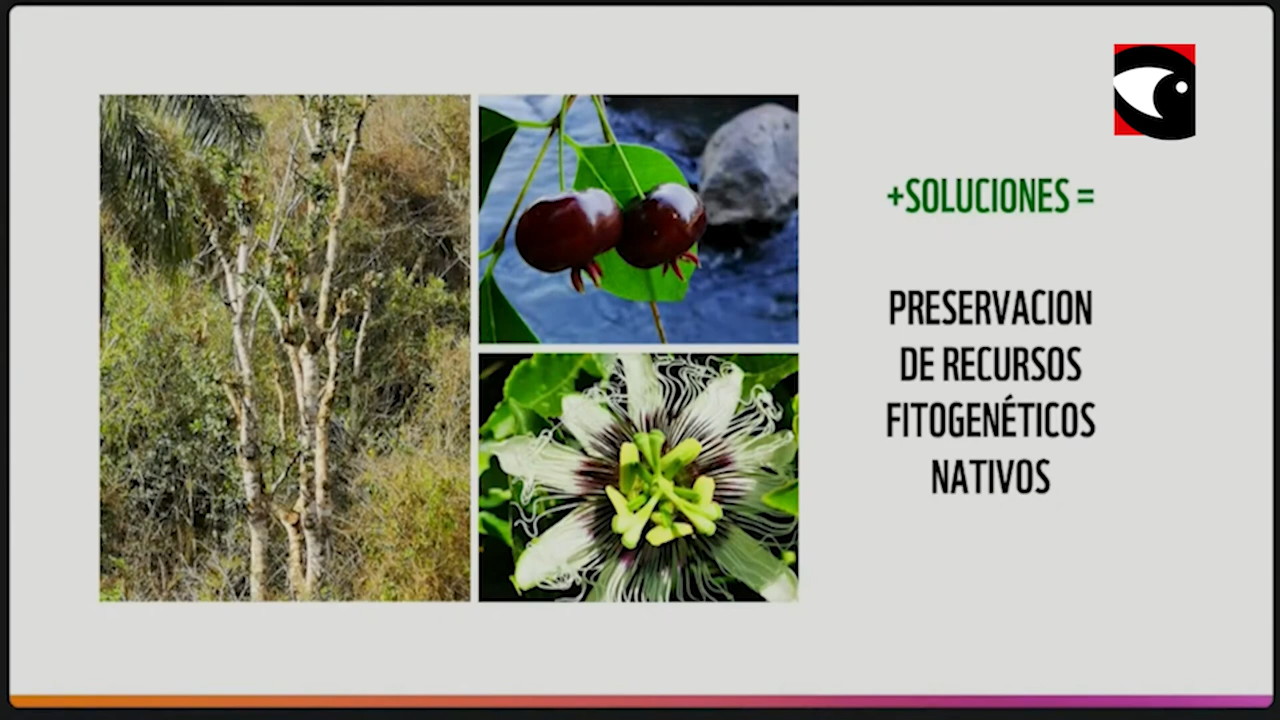 +SOLUCIONES =
PRESERVACION
DE RECURSOS
FITOGENÉTICOS
NATIVOS